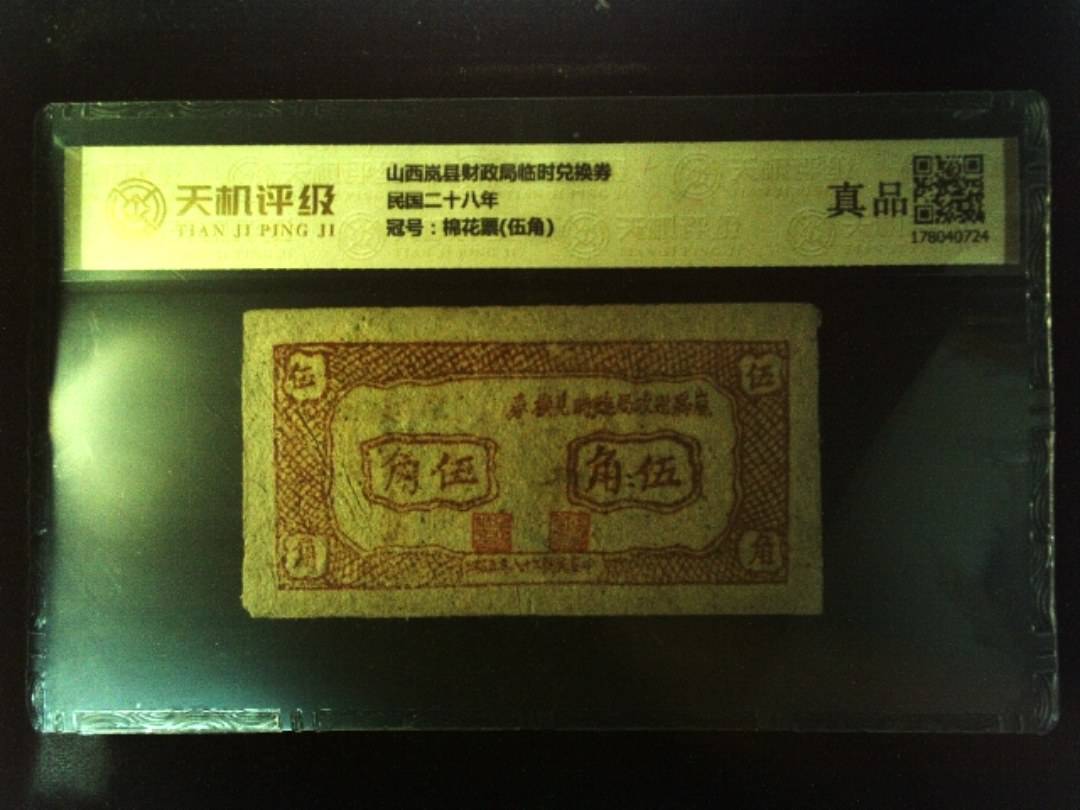 天机评级
TIAN JI PING JI
山西岚县财政局临时兑换券
民国二十八年
冠号：棉花票(伍角)
真品
178040724
伍
伍
角伍
角伍
角
角